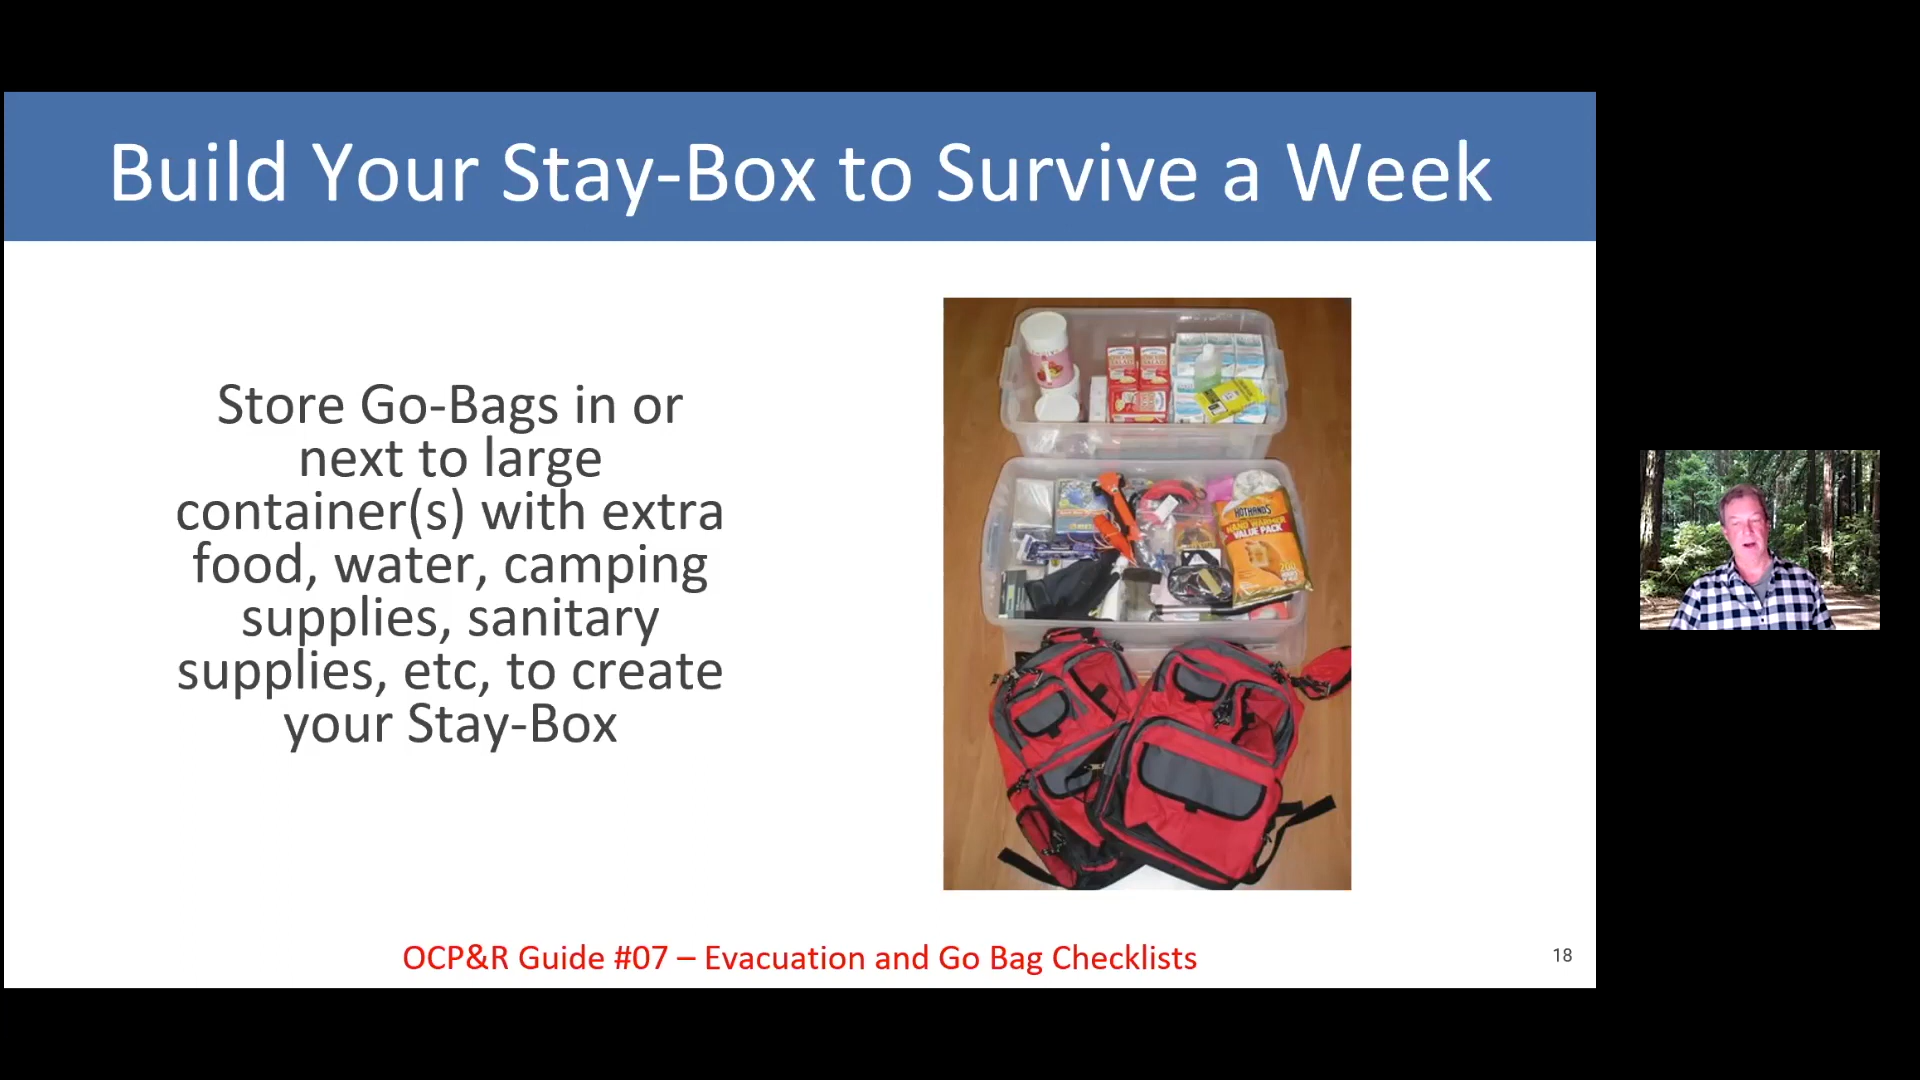 Build Your Stay-Box to Survive a Week
Store Go-Bags in or
next to large
container(s) with extra
food, water, camping
supplies, sanitary
supplies, etc, to create
your Stay-Box
HOTHANDS
HAND WARMER
VALUE PACK
OCP&R Guide #07 – Evacuation and Go Bag Checklists
18